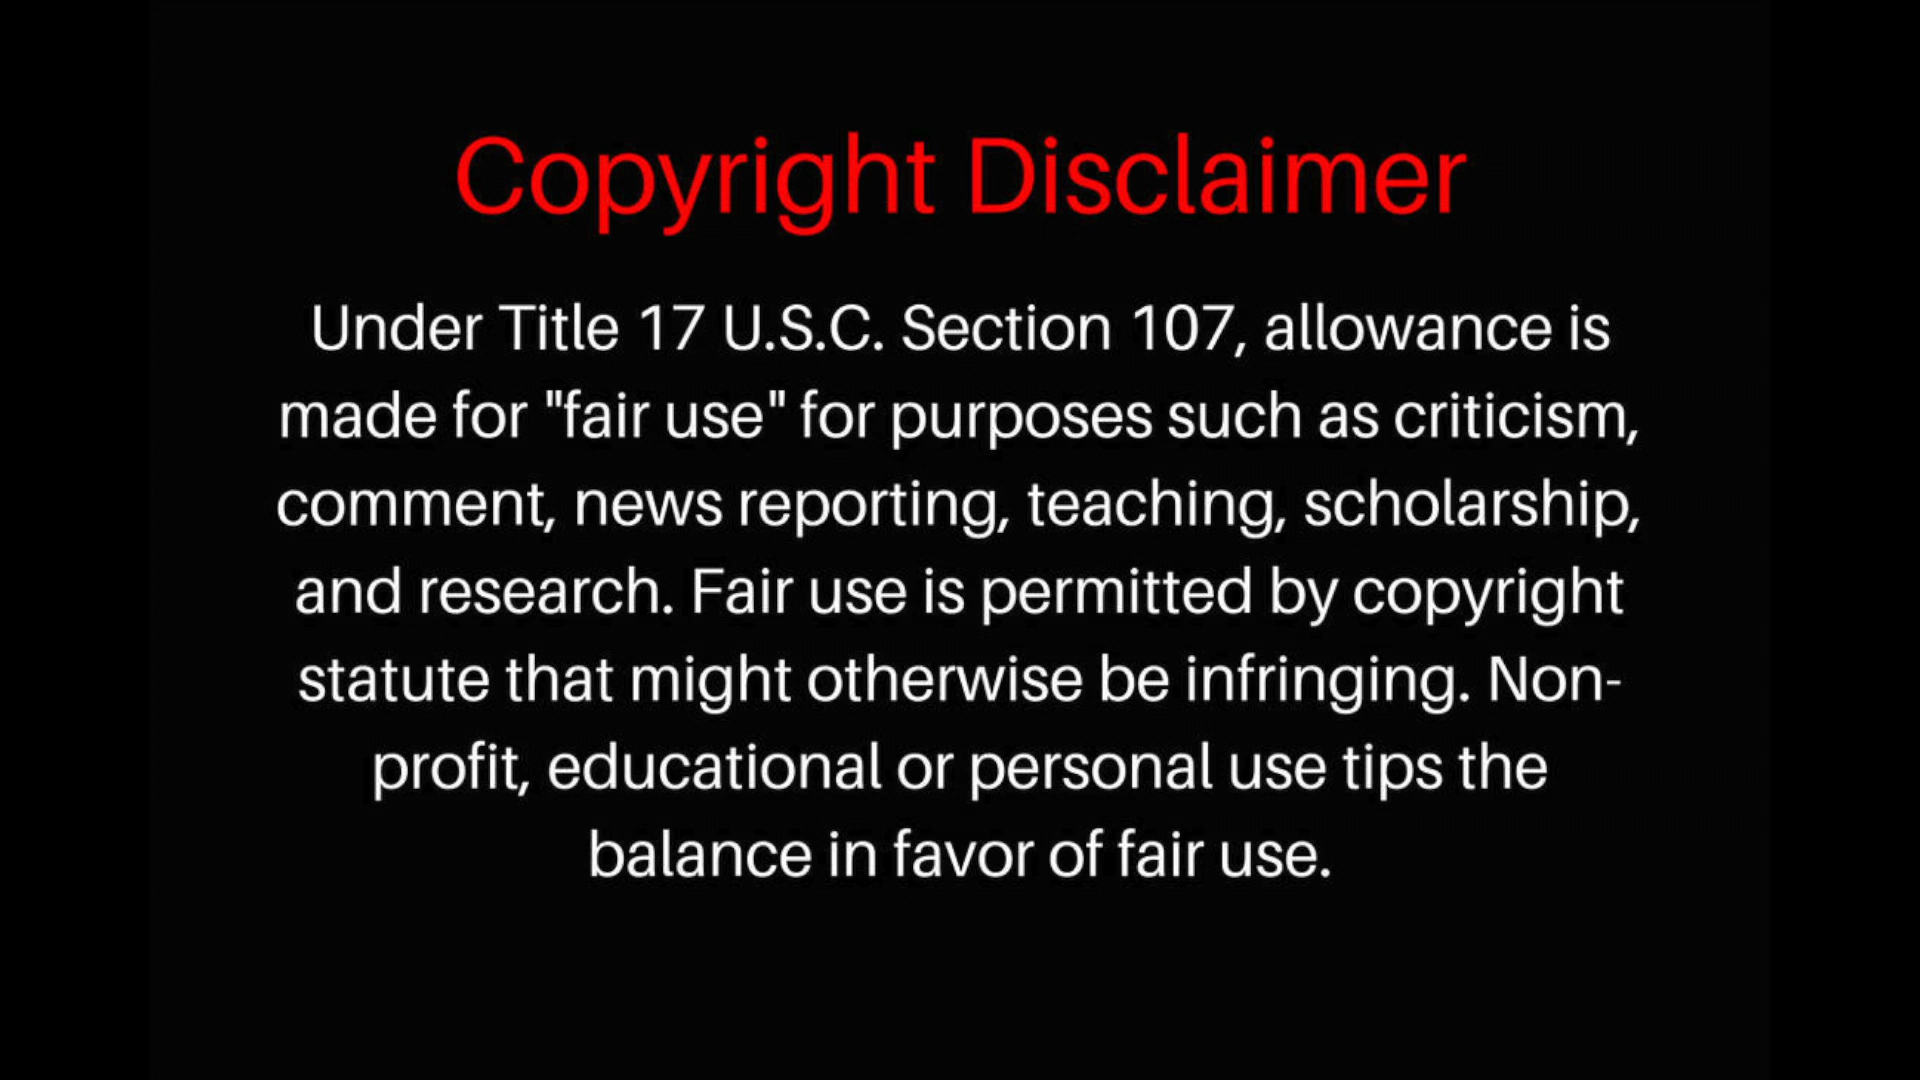 Copyright Disclaimer
Under Title 17 U.S.C. Section 107, allowance is
made for "fair use" for purposes such as criticism,
comment, news reporting, teaching, scholarship,
and research. Fair use is permitted by copyright
statute that might otherwise be infringing. Non-
profit, educational or personal use tips the
balance in favor of fair use.